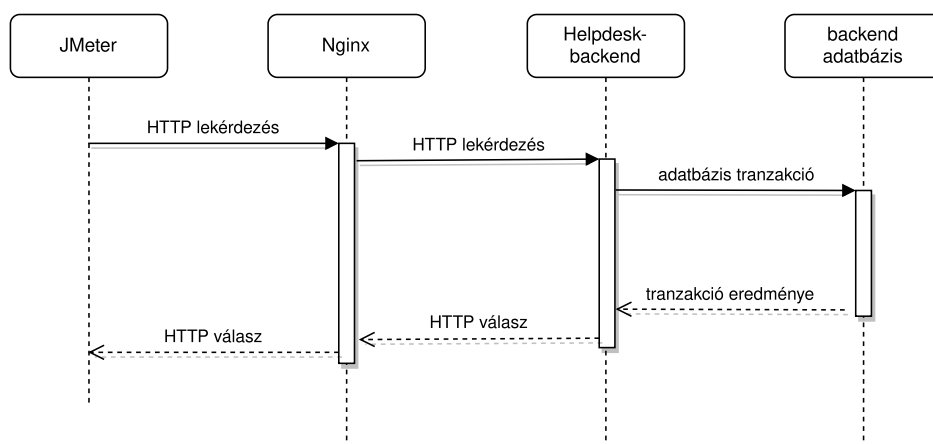 JMeter
Nginx
Helpdesk-
backend
backend
adatbázis
HTTP lekérdezés
HTTP lekérdezés
adatbázis tranzakció
tranzakció eredménye
HTTP válasz
HTTP válasz